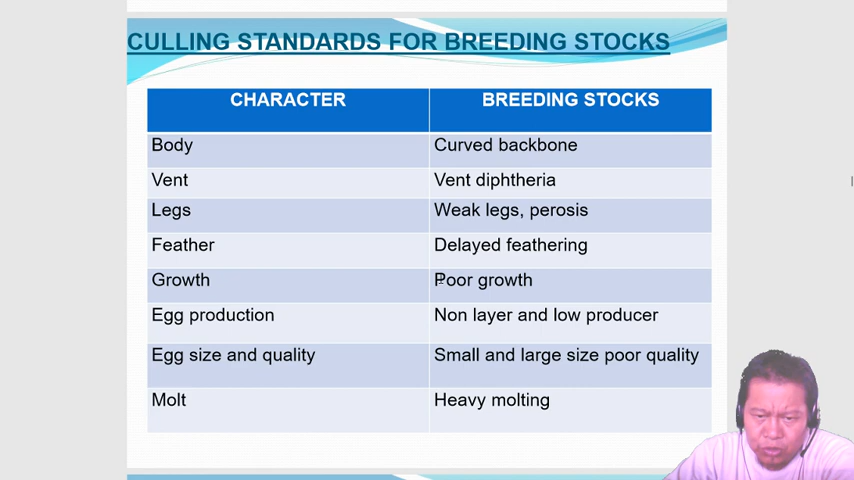 CULLING STANDARDS FOR BREEDING STOCKS
CHARACTER BREEDING STOCKS
Body Curved backbone
Vent Vent diphtheria
Legs Weak legs, perosis
Feather Delayed feathering
Growth Poor growth
Egg production Non layer and low producer
Egg size and quality Small and large size poor quality
Molt Heavy molting